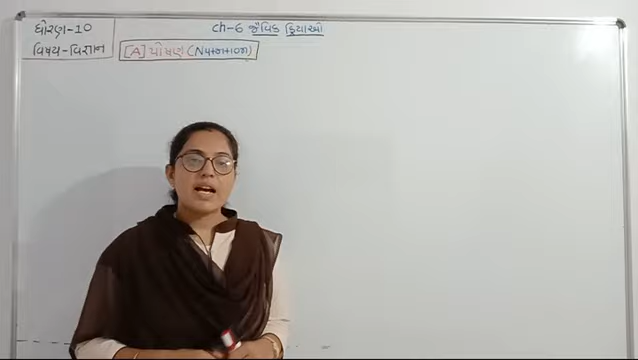 ધોરણ-10
વિષય-વિજ્ઞાન
ch-6 જૈવિક ક્રિયાઓ
[A] પોષણ (Nutrition)